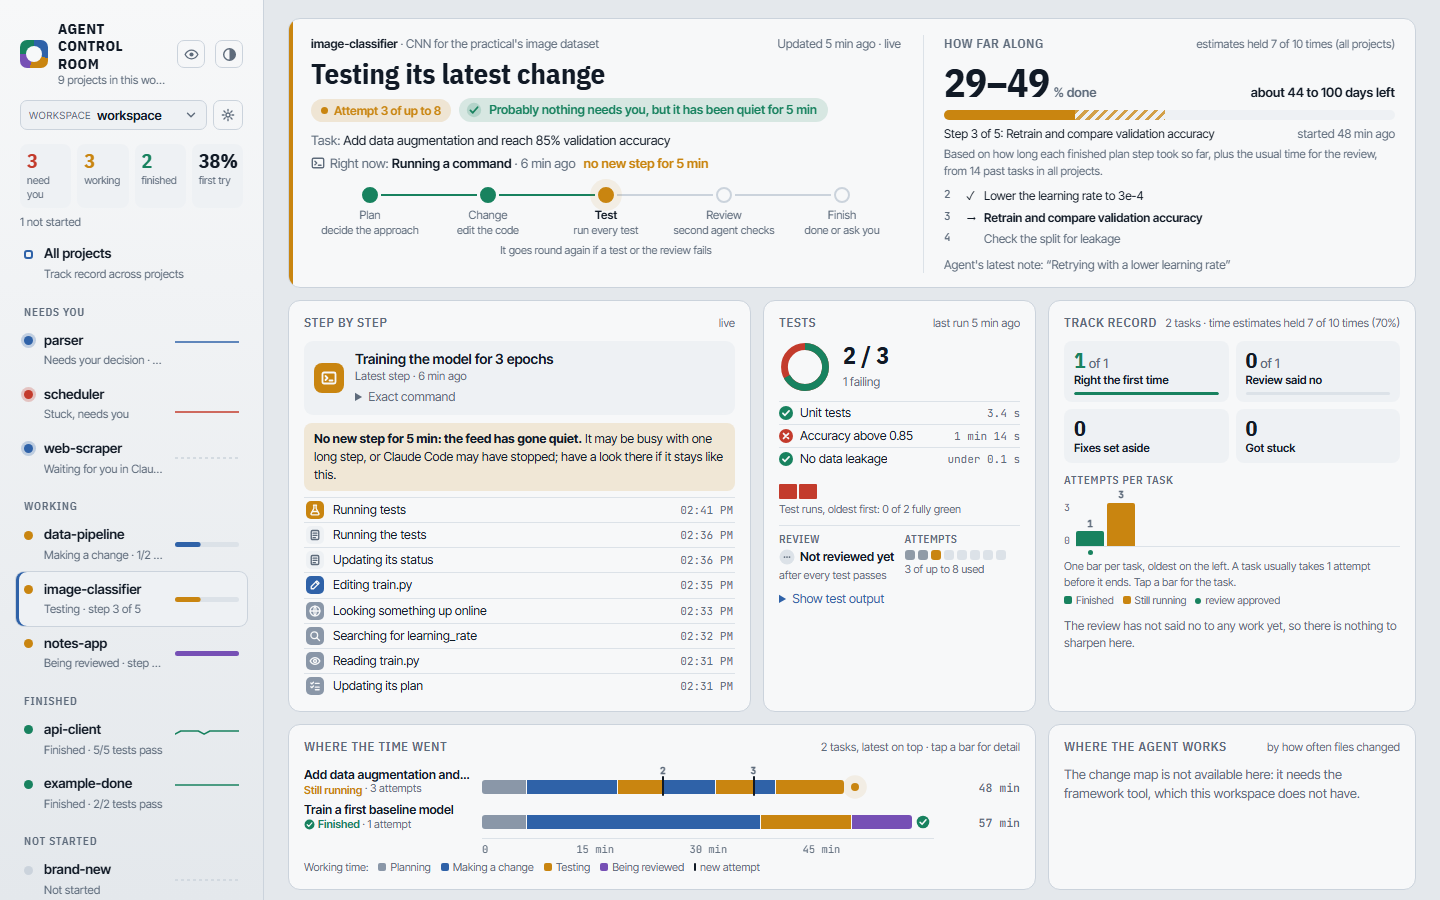 AGENT
CONTROL
ROOM
9 projects in this wo...
WORKSPACE workspace
3 need you
3 working
2 finished
38% first try
1 not started
All projects
Track record across projects
NEEDS YOU
parser
Needs your decision · ...
scheduler
Stuck, needs you
web-scraper
Waiting for you in Clau...
WORKING
data-pipeline
Making a change · 1/2 ...
image-classifier
Testing · step 3 of 5
notes-app
Being reviewed · step ...
FINISHED
api-client
Finished · 5/5 tests pass
example-done
Finished · 2/2 tests pass
NOT STARTED
brand-new
Not started
image-classifier · CNN for the practical's image dataset
Updated 5 min ago · live
Testing its latest change
Attempt 3 of up to 8
Probably nothing needs you, but it has been quiet for 5 min
Task: Add data augmentation and reach 85% validation accuracy
Right now: Running a command · 6 min ago no new step for 5 min
Plan
decide the approach
Change
edit the code
Test
run every test
Review
second agent checks
Finish
done or ask you
It goes round again if a test or the review fails
HOW FAR ALONG
estimates held 7 of 10 times (all projects)
29–49 % done
about 44 to 100 days left
Step 3 of 5: Retrain and compare validation accuracy
started 48 min ago
Based on how long each finished plan step took so far, plus the usual time for the review,
from 14 past tasks in all projects.
2 ✓ Lower the learning rate to 3e-4
3 → Retrain and compare validation accuracy
4 Check the split for leakage
Agent's latest note: “Retrying with a lower learning rate”
STEP BY STEP
live
Training the model for 3 epochs
Latest step · 6 min ago
Exact command
No new step for 5 min: the feed has gone quiet. It may be busy with one
long step, or Claude Code may have stopped; have a look there if it stays like
this.
Running tests 02:41 PM
Running the tests 02:36 PM
Updating its status 02:36 PM
Editing train.py 02:35 PM
Looking something up online 02:33 PM
Searching for learning_rate 02:32 PM
Reading train.py 02:31 PM
Updating its plan 02:31 PM
TESTS
last run 5 min ago
2 / 3
1 failing
Unit tests 3.4 s
Accuracy above 0.85 1 min 14 s
No data leakage under 0.1 s
Test runs, oldest first: 0 of 2 fully green
REVIEW
Not reviewed yet
after every test passes
ATTEMPTS
3 of up to 8 used
Show test output
TRACK RECORD
2 tasks · time estimates held 7 of 10 times (70%)
1 of 1
Right the first time
0 of 1
Review said no
0
Fixes set aside
0
Got stuck
ATTEMPTS PER TASK
3
0
1
3
One bar per task, oldest on the left. A task usually takes 1 attempt
before it ends. Tap a bar for the task.
Finished Still running review approved
The review has not said no to any work yet, so there is nothing to
sharpen here.
WHERE THE TIME WENT
2 tasks, latest on top · tap a bar for detail
Add data augmentation and...
Still running · 3 attempts
2
3
48 min
Train a first baseline model
Finished · 1 attempt
57 min
0 15 min 30 min 45 min
Working time: Planning Making a change Testing Being reviewed new attempt
WHERE THE AGENT WORKS
by how often files changed
The change map is not available here: it needs the
framework tool, which this workspace does not have.